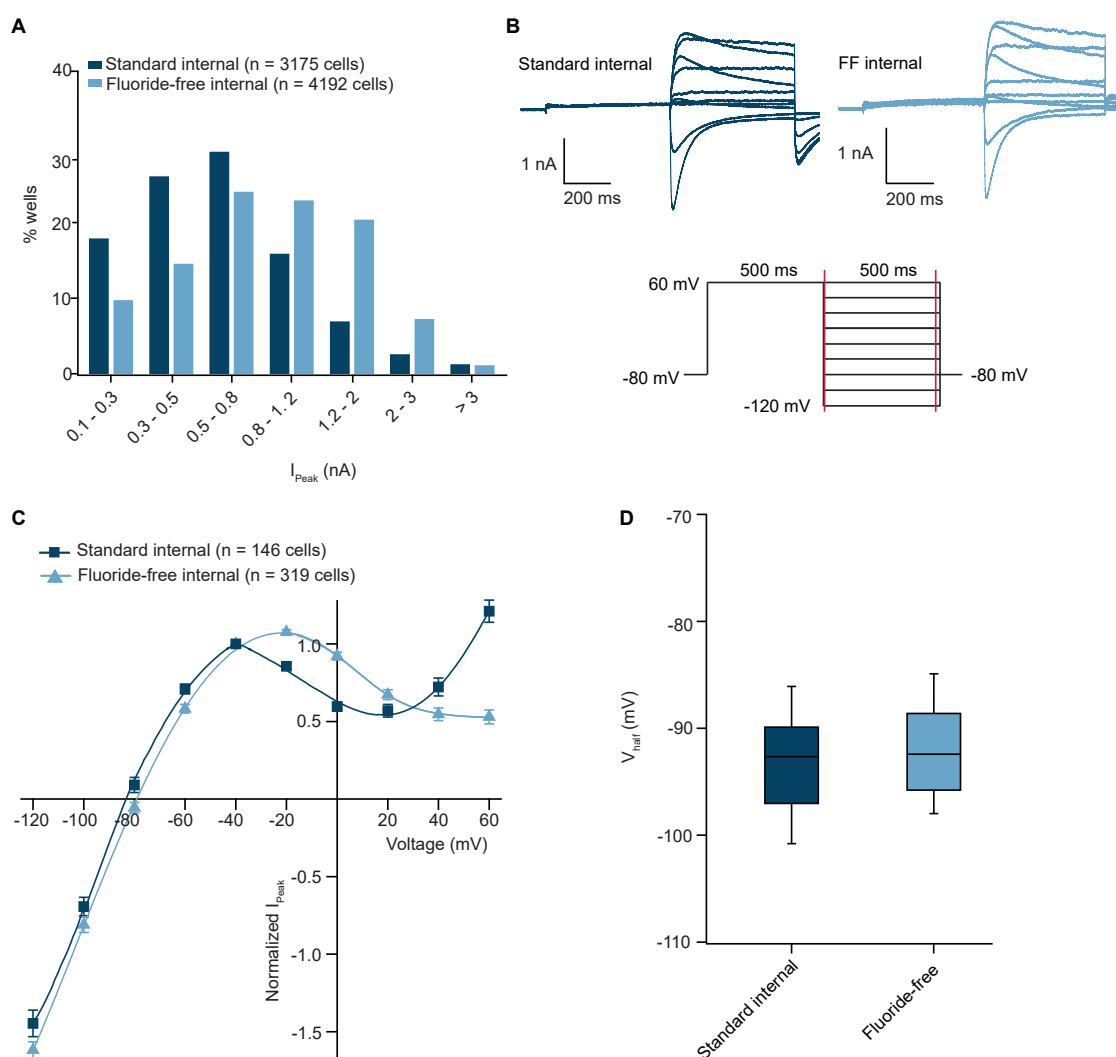 A
Standard internal (n = 3175 cells)
Fluoride-free internal (n = 4192 cells)
40
30
20
10
0
% wells
0.1 - 0.3
0.3 - 0.5
0.5 - 0.8
0.8 - 1. 2
1.2 - 2
2 - 3
> 3
I Peak (nA)
B
Standard internal
FF internal
1 nA
200 ms
1 nA
200 ms
500 ms
500 ms
60 mV
-80 mV
-80 mV
-120 mV
C
Standard internal (n = 146 cells)
Fluoride-free internal (n = 319 cells)
1.0
0.5
-120
-100
-80
-60
-40
-20
20
40
60
Voltage (mV)
-0.5
-1.0
-1.5
Normalized I Peak
D
-70
-80
-90
-100
-110
V half (mV)
Standard internal
Fluoride-free